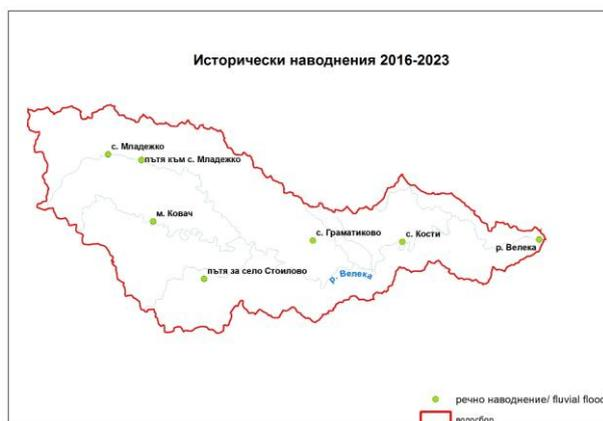 Исторически наводнения 2016-2023
с. Младежко
пътя към с. Младежко
м. Ковач
с. Граматиково
с. Кости
р. Велека
пътя за село Стоилово
р. Велека
речно наводнение/ fluvial flood
водосбор